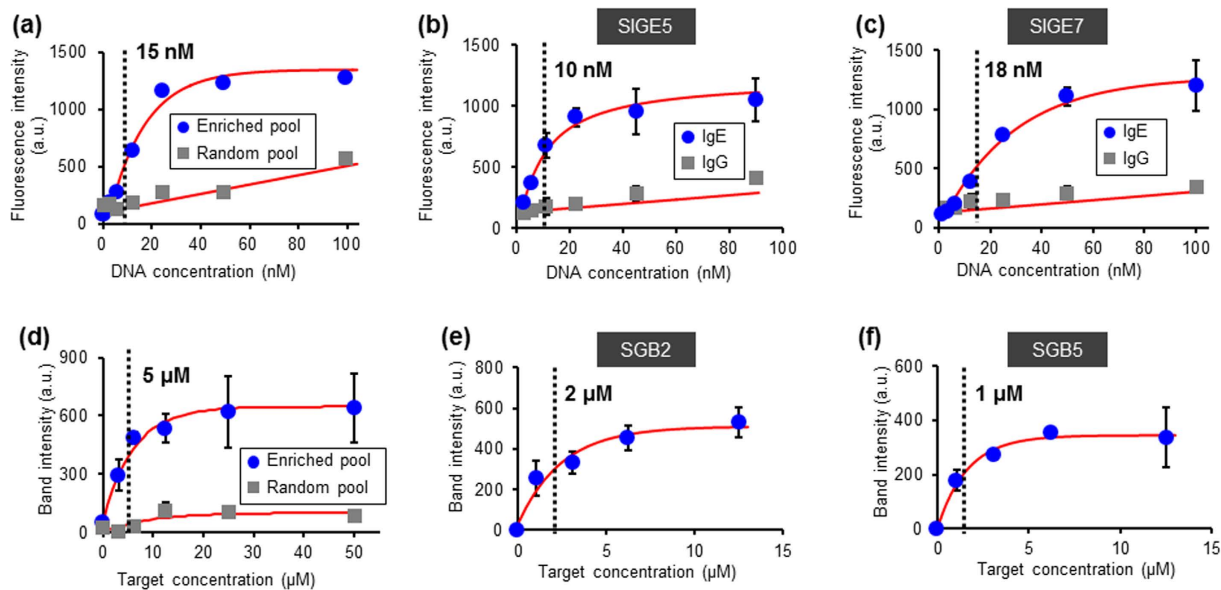 (a)
15 nM
Fluorescence intensity
(a.u.)
1500
1000
500
0
Enriched pool
Random pool
0 20 40 60 80 100
DNA concentration (nM)
(b)
SIGE5
10 nM
Fluorescence intensity
(a.u.)
1500
1000
500
0
IgE
IgG
0 20 40 60 80 100
DNA concentration (nM)
(c)
SIGE7
18 nM
Fluorescence intensity
(a.u.)
1500
1000
500
0
IgE
IgG
0 20 40 60 80 100
DNA concentration (nM)
(d)
5 µM
Band intensity (a.u.)
900
600
300
0
Enriched pool
Random pool
0 10 20 30 40 50
Target concentration (µM)
(e)
SGB2
2 µM
Band intensity (a.u.)
800
600
400
200
0
0 5 10 15
Target concentration (µM)
(f)
SGB5
1 µM
Band intensity (a.u.)
600
400
200
0
0 5 10 15
Target concentration (µM)